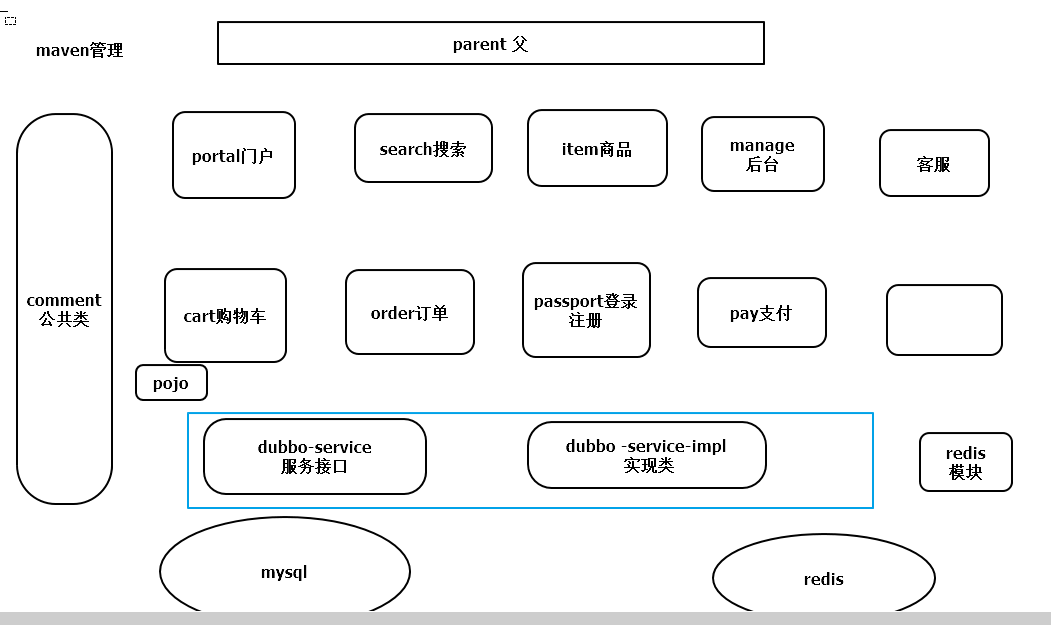 maven管理
parent 父
portal门户
search搜索
item商品
manage
后台
客服
comment
公共类
cart购物车
order订单
passport登录
注册
pay支付
pojo
dubbo-service
服务接口
dubbo -service-impl
实现类
redis
模块
mysql
redis